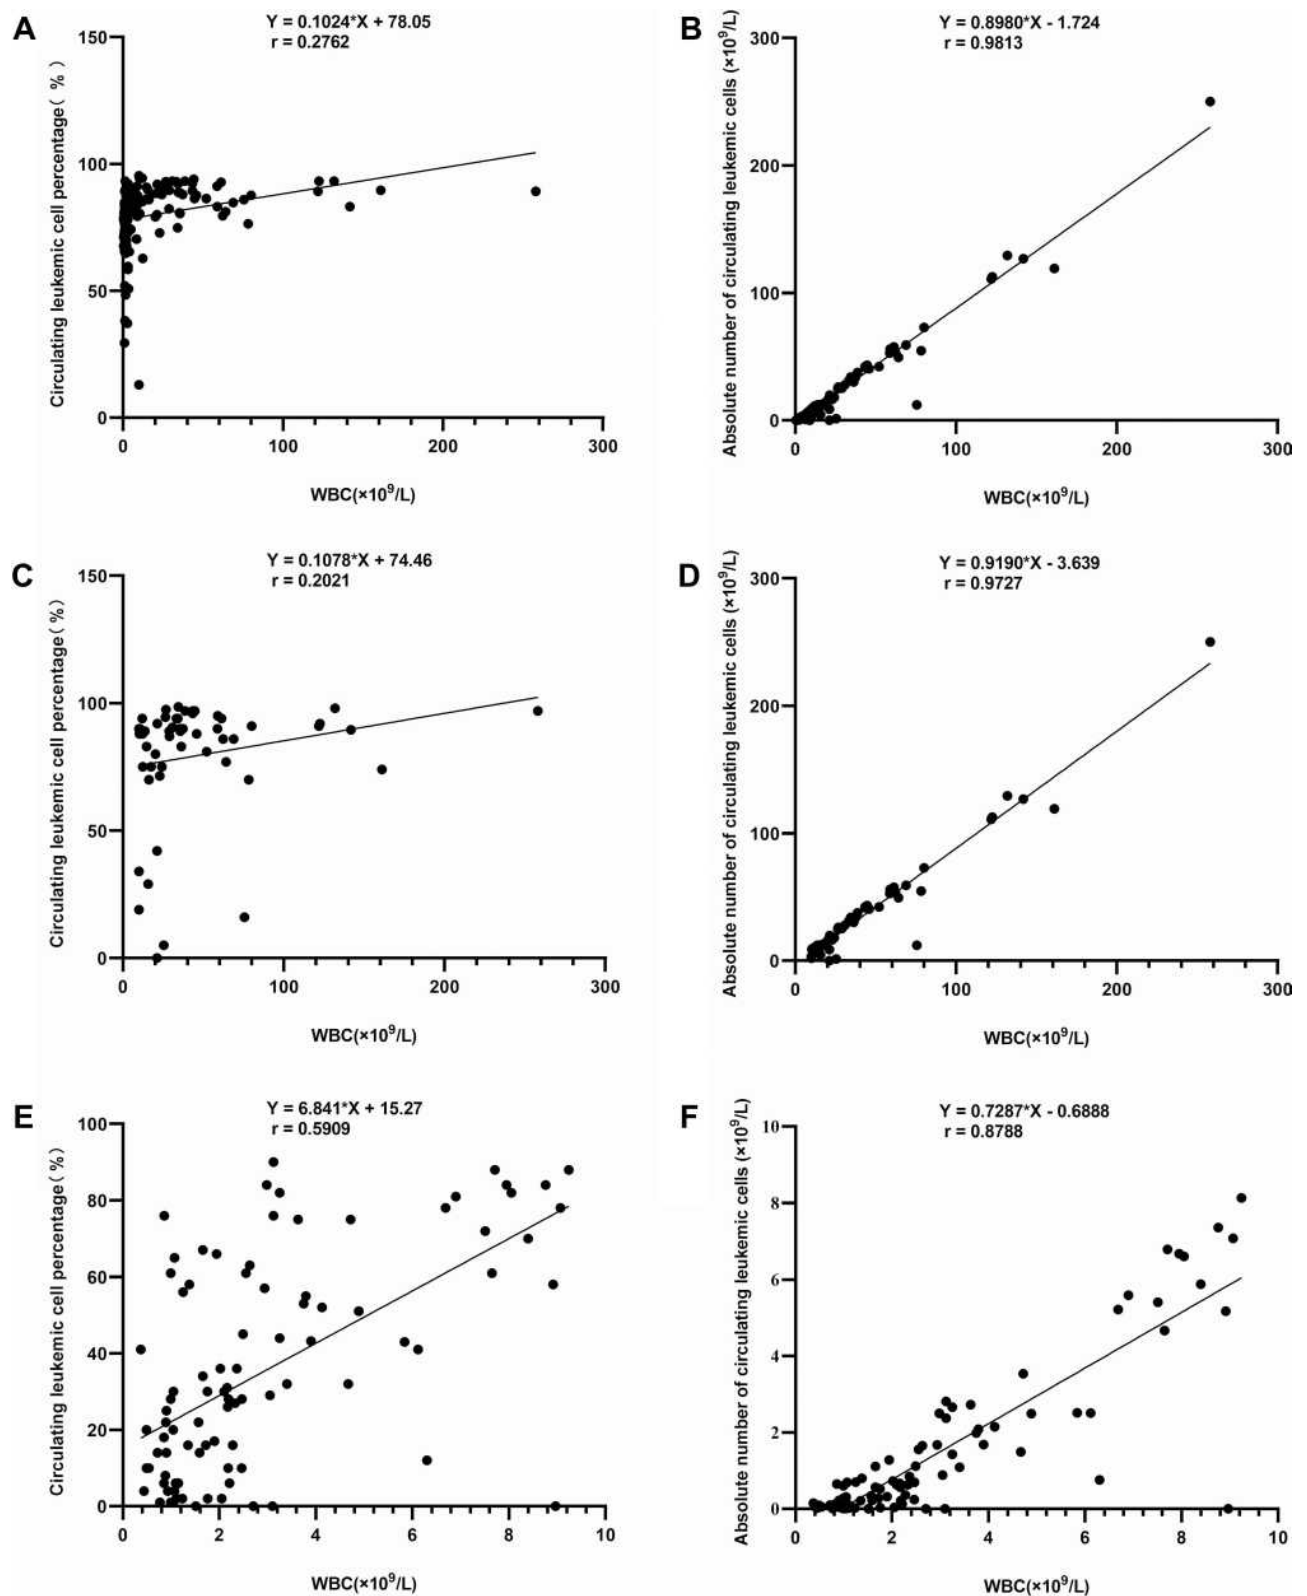 A
Y = 0.1024*X + 78.05
r = 0.2762
Circulating leukemic cell percentage（%）
150
100
50
0
0
100
200
300
WBC(×10⁹/L)
B
Y = 0.8980*X - 1.724
r = 0.9813
Absolute number of circulating leukemic cells (×10⁹/L)
300
200
100
0
0
100
200
300
WBC(×10⁹/L)
C
Y = 0.1078*X + 74.46
r = 0.2021
Circulating leukemic cell percentage（%）
150
100
50
0
0
100
200
300
WBC(×10⁹/L)
D
Y = 0.9190*X - 3.639
r = 0.9727
Absolute number of circulating leukemic cells (×10⁹/L)
300
200
100
0
0
100
200
300
WBC(×10⁹/L)
E
Y = 6.841*X + 15.27
r = 0.5909
Circulating leukemic cell percentage（%）
100
80
60
40
20
0
0
2
4
6
8
10
WBC(×10⁹/L)
F
Y = 0.7287*X - 0.6888
r = 0.8788
Absolute number of circulating leukemic cells (×10⁹/L)
10
8
6
4
2
0
0
2
4
6
8
10
WBC(×10⁹/L)